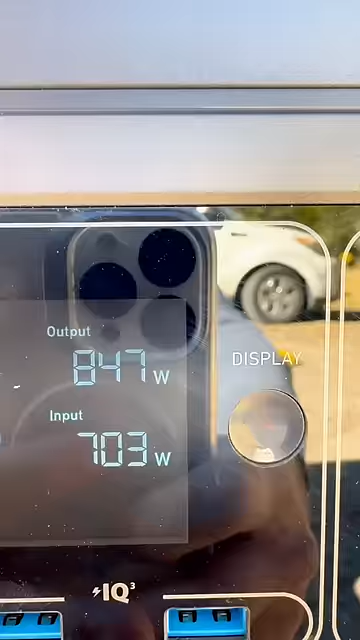 Output
847 W
DISPLAY
Input
703 W
IQ³